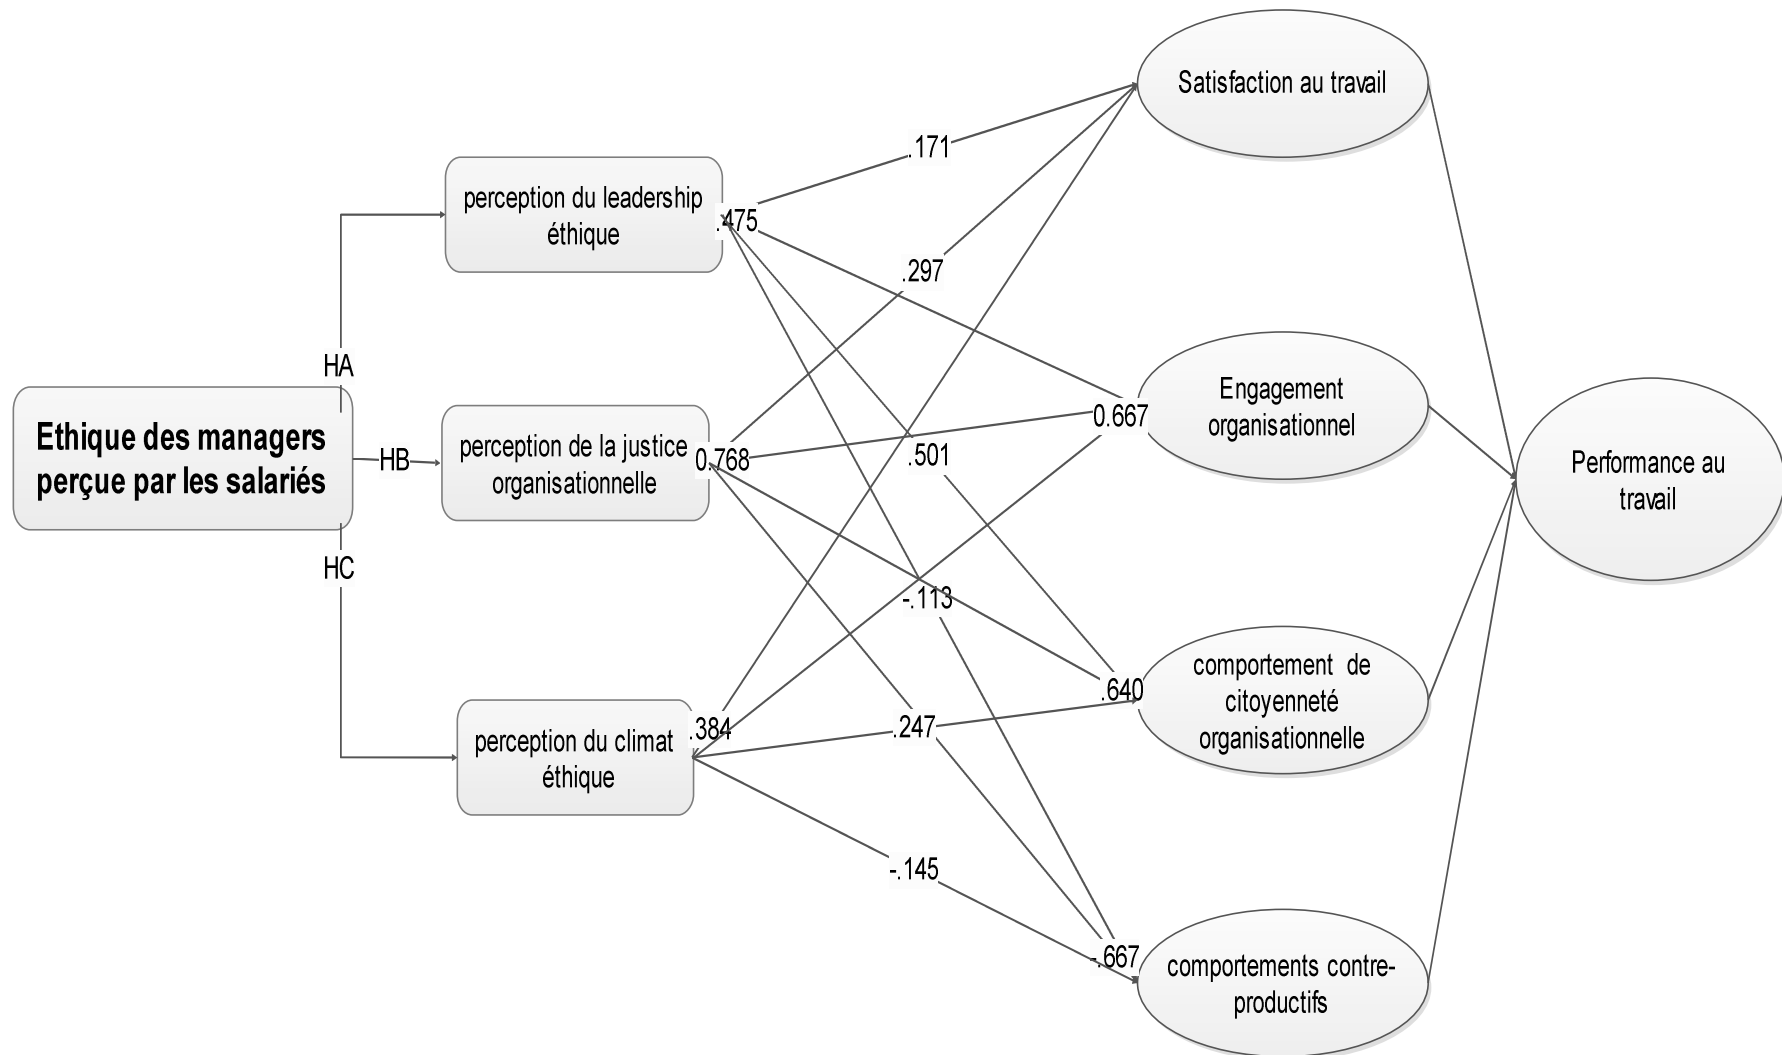 Satisfaction au travail
.171
perception du leadership
éthique
.475
.297
HA
Engagement
organisationnel
0.667
Ethique des managers
perçue par les salariés
HB
perception de la justice
organisationnelle
0.768
.501
Performance au
travail
HC
-.113
comportement de
citoyenneté
organisationnelle
.640
.384
.247
perception du climat
éthique
-.145
-.667
comportements contre-
productifs